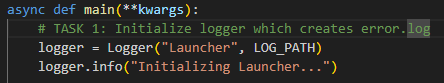 async def main(**kwargs):
    # TASK 1: Initialize logger which creates error.log
    logger = Logger("Launcher", LOG_PATH)
    logger.info("Initializing Launcher...")